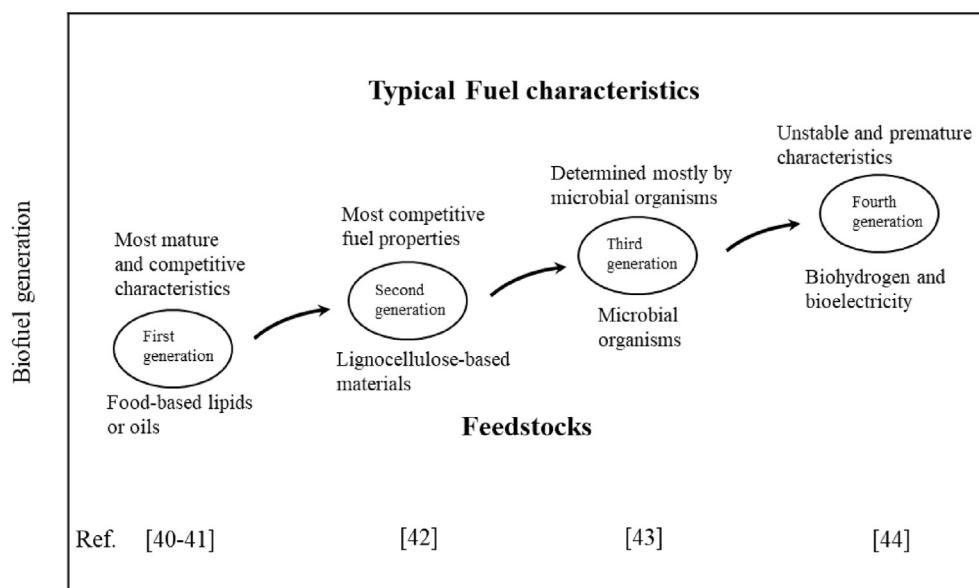 Typical Fuel characteristics
Biofuel generation
Most mature
and competitive
characteristics
First
generation
Food-based lipids
or oils
Most competitive
fuel properties
Second
generation
Lignocellulose-based
materials
Determined mostly by
microbial organisms
Third
generation
Microbial
organisms
Unstable and premature
characteristics
Fourth
generation
Biohydrogen and
bioelectricity
Feedstocks
Ref. [40-41] [42] [43] [44]